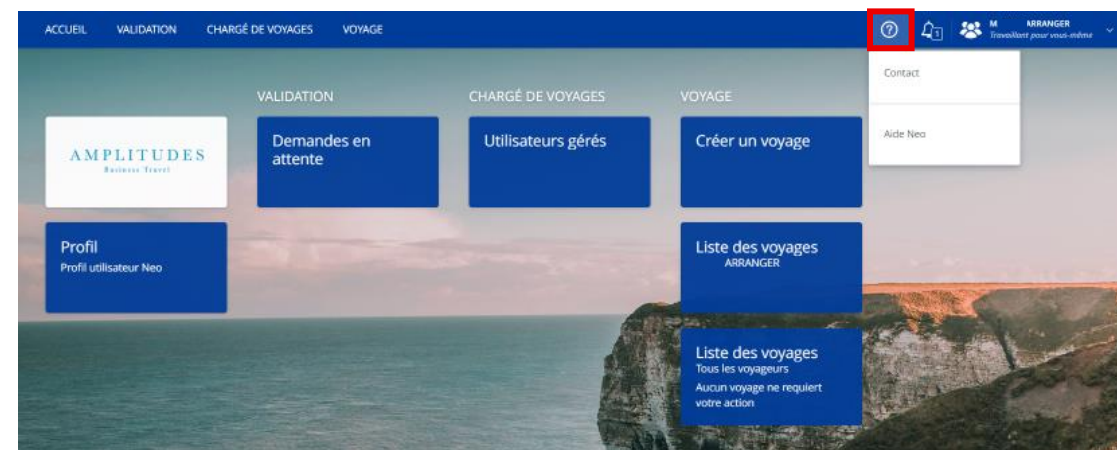 ACCUEIL VALIDATION CHARGÉ DE VOYAGES VOYAGE
1
M ARRANGER
Travaillant pour vous-même
Contact
Aide Neo
VALIDATION
CHARGÉ DE VOYAGES
VOYAGE
AMPLITUDES
Business Travel
Demandes en
attente
Utilisateurs gérés
Créer un voyage
Profil
Profil utilisateur Neo
Liste des voyages
ARRANGER
Liste des voyages
Tous les voyageurs
Aucun voyage ne requiert
votre action